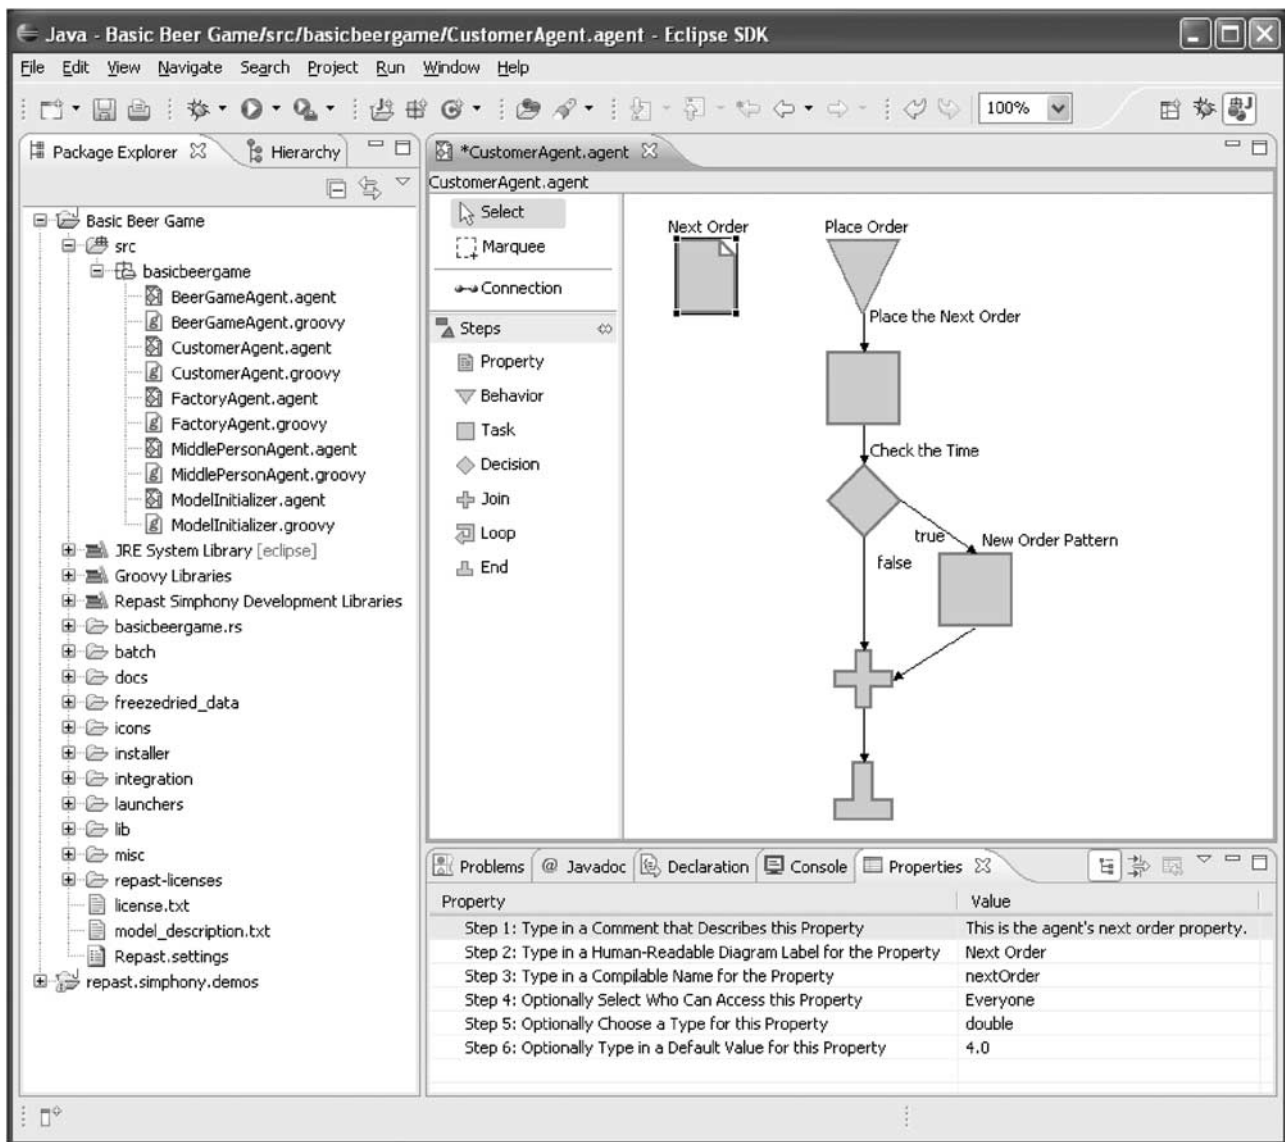 Java - Basic Beer Game/src/basicbeergame/CustomerAgent.agent - Eclipse SDK
File Edit View Navigate Search Project Run Window Help
100%
Package Explorer Hierarchy
Basic Beer Game
src
basicbeergame
BeerGameAgent.agent
BeerGameAgent.groovy
CustomerAgent.agent
CustomerAgent.groovy
FactoryAgent.agent
FactoryAgent.groovy
MiddlePersonAgent.agent
MiddlePersonAgent.groovy
ModelInitializer.agent
ModelInitializer.groovy
JRE System Library [eclipse]
Groovy Libraries
Repast Simphony Development Libraries
basicbeergame.rs
batch
docs
freezedried_data
icons
installer
integration
launchers
lib
misc
repast-licenses
license.txt
model_description.txt
Repast.settings
repast.simphony.demos
*CustomerAgent.agent
CustomerAgent.agent
Select
Marquee
Connection
Steps
Property
Behavior
Task
Decision
Join
Loop
End
Next Order
Place Order
Place the Next Order
Check the Time
true
false
New Order Pattern
Problems @ Javadoc Declaration Console Properties
Property Value
Step 1: Type in a Comment that Describes this Property This is the agent's next order property.
Step 2: Type in a Human-Readable Diagram Label for the Property Next Order
Step 3: Type in a Compilable Name for the Property nextOrder
Step 4: Optionally Select Who Can Access this Property Everyone
Step 5: Optionally Choose a Type for this Property double
Step 6: Optionally Type in a Default Value for this Property 4.0